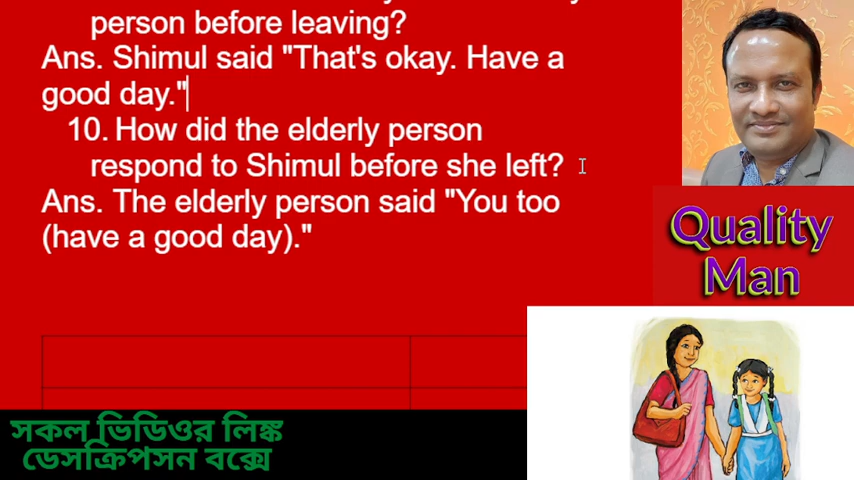 person before leaving?
Ans. Shimul said "That's okay. Have a
good day."
10. How did the elderly person
respond to Shimul before she left?
Ans. The elderly person said "You too
(have a good day)."
Quality
Man
সকল ভিডিওর লিঙ্ক
ডেসক্রিপসন বক্সে